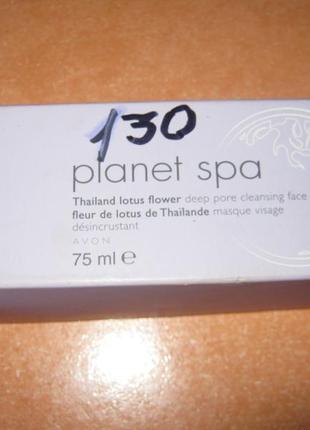 130
planet spa
Thailand lotus flower deep pore cleansing face
fleur de lotus de Thaïlande masque visage
désincrustant
AVON
75 ml e